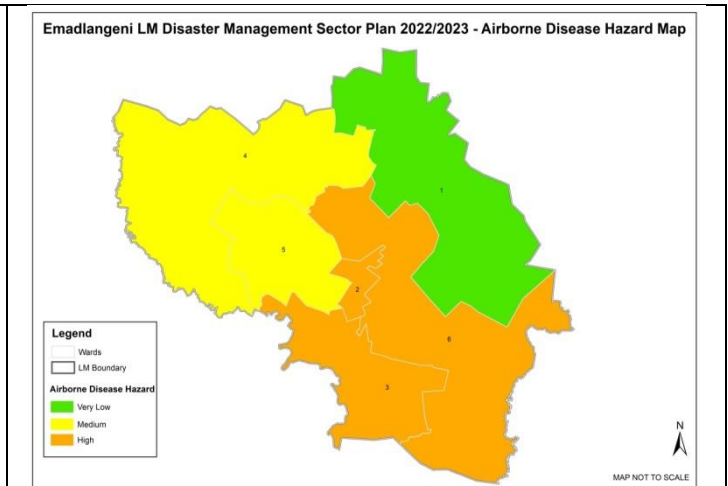 Emadlangeni LM Disaster Management Sector Plan 2022/2023 - Airborne Disease Hazard Map
4
1
5
2
6
3
Legend
Wards
LM Boundary
Airborne Disease Hazard
Very Low
Medium
High
N
MAP NOT TO SCALE